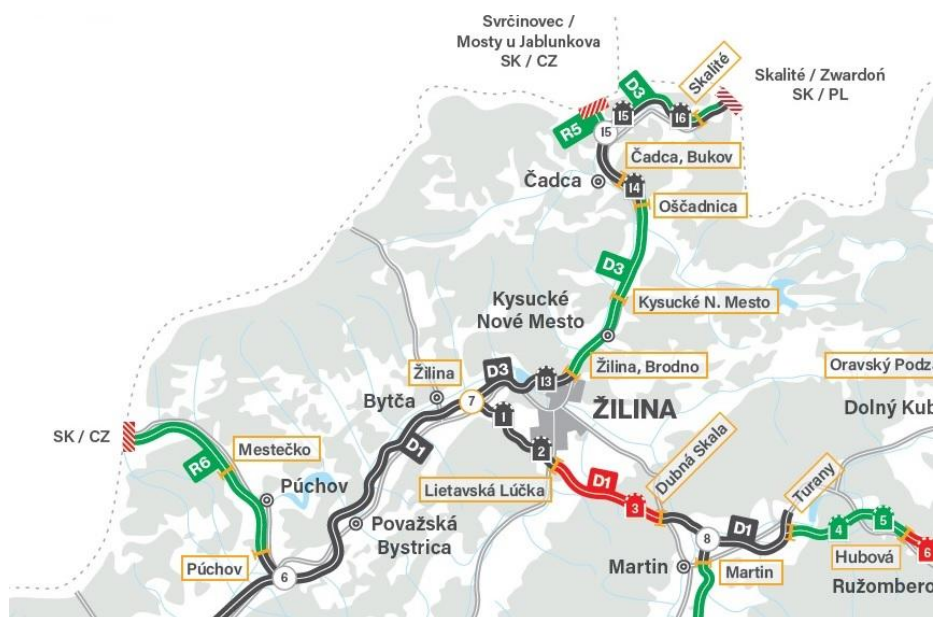 Svrčinovec /
Mosty u Jablunkova
SK / CZ
Skalité
Skalité / Zwardoń
SK / PL
D3
R5
I5
I5
I6
Čadca, Bukov
Čadca
I4
Oščadnica
D3
Kysucké
Nové Mesto
Kysucké N. Mesto
Žilina
D3
I3
Žilina, Brodno
Oravský Podz
Bytča
7
1
ŽILINA
Dolný Kub
SK / CZ
Mestečko
R6
D1
2
Púchov
Lietavská Lúčka
D1
3
Dubná Skala
Turany
Považská
Bystrica
8
D1
4
5
6
Púchov
6
Martin
Martin
Hubová
Ružombero